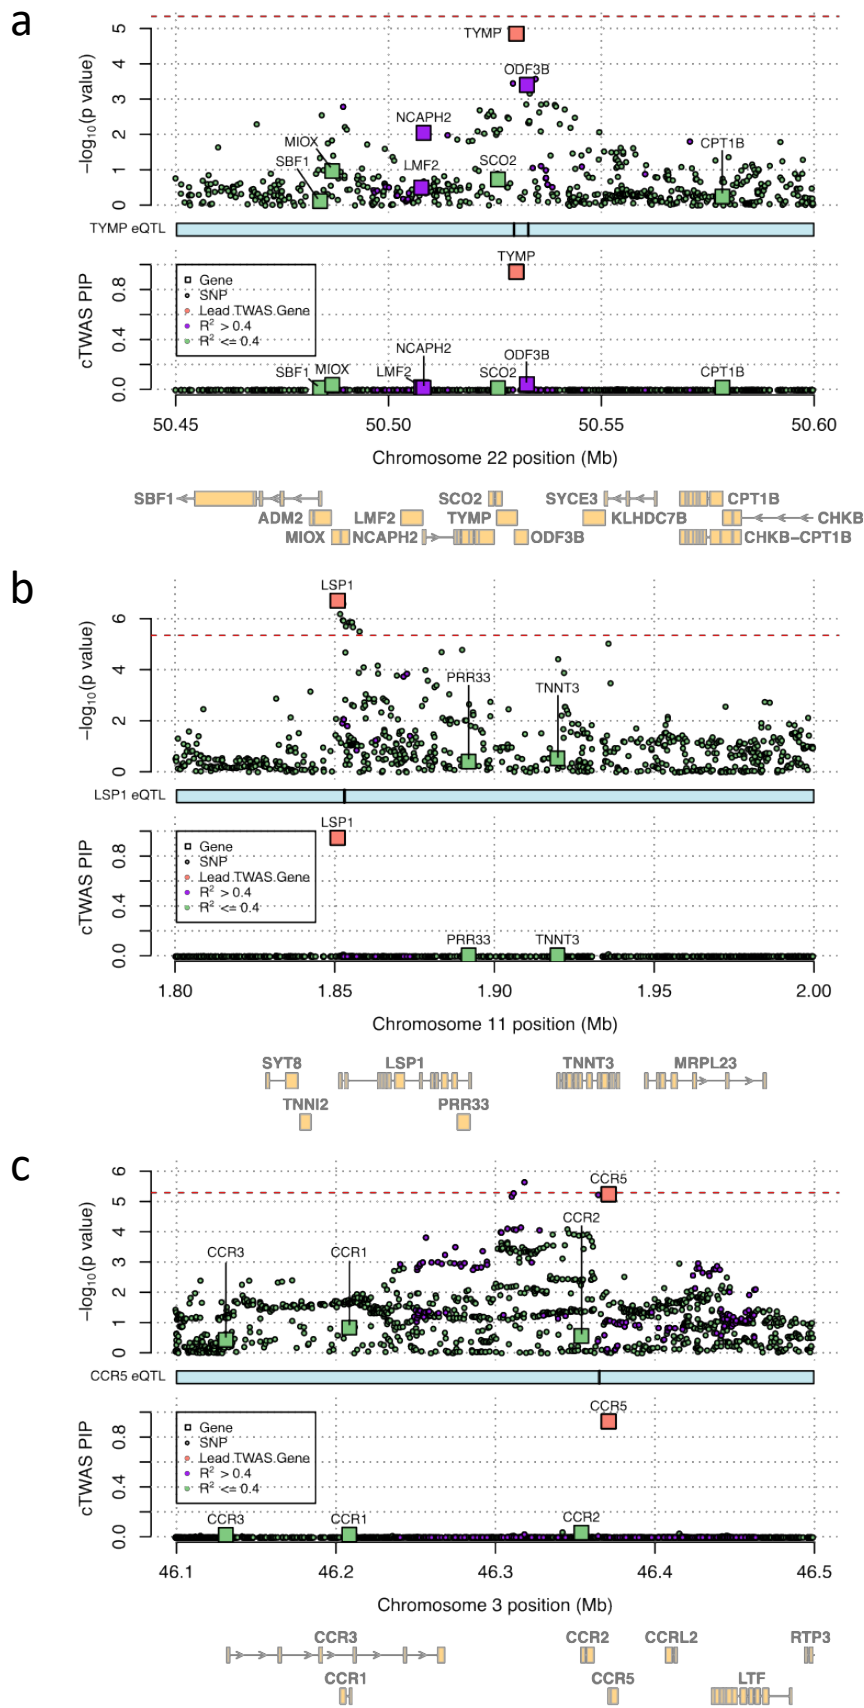 a
−log10(p value)
5
4
3
2
1
0
TYMP
ODF3B
NCAPH2
MIOX
SBF1
LMF2
SCO2
CPT1B
TYMP eQTL
cTWAS PIP
0.8
0.4
0.0
TYMP
Gene
SNP
Lead TWAS Gene
R² > 0.4
R² <= 0.4
NCAPH2
SBF1 MIOX LMF2 SCO2 ODF3B CPT1B
50.45 50.50 50.55 50.60
Chromosome 22 position (Mb)
SBF1 SCO2 SYCE3 CPT1B
ADM2 LMF2 TYMP KLHDC7B CHKB
MIOX NCAPH2 ODF3B CHKB−CPT1B
b
−log10(p value)
6
4
2
0
LSP1
PRR33
TNNT3
LSP1 eQTL
cTWAS PIP
0.8
0.4
0.0
LSP1
Gene
SNP
Lead TWAS Gene
R² > 0.4
R² <= 0.4
PRR33 TNNT3
1.80 1.85 1.90 1.95 2.00
Chromosome 11 position (Mb)
SYT8 LSP1 TNNT3 MRPL23
TNNI2 PRR33
c
−log10(p value)
6
5
4
3
2
1
0
CCR5
CCR2
CCR3 CCR1
CCR5 eQTL
cTWAS PIP
0.8
0.4
0.0
CCR5
Gene
SNP
Lead TWAS Gene
R² > 0.4
R² <= 0.4
CCR3 CCR1 CCR2
46.1 46.2 46.3 46.4 46.5
Chromosome 3 position (Mb)
CCR3 CCR2 CCRL2 RTP3
CCR1 CCR5 LTF